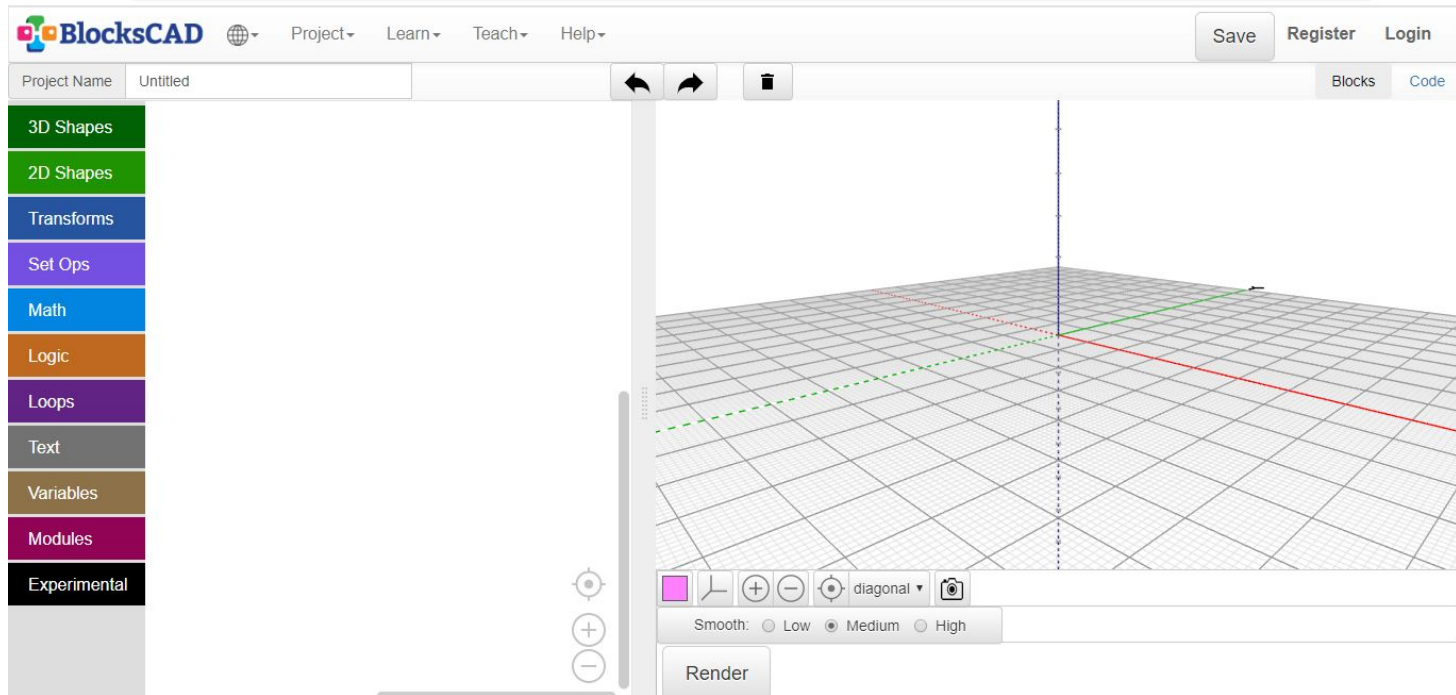 BlocksCAD Project Learn Teach Help Save Register Login
Project Name Untitled Blocks Code
3D Shapes
2D Shapes
Transforms
Set Ops
Math
Logic
Loops
Text
Variables
Modules
Experimental
diagonal
Smooth: Low Medium High
Render